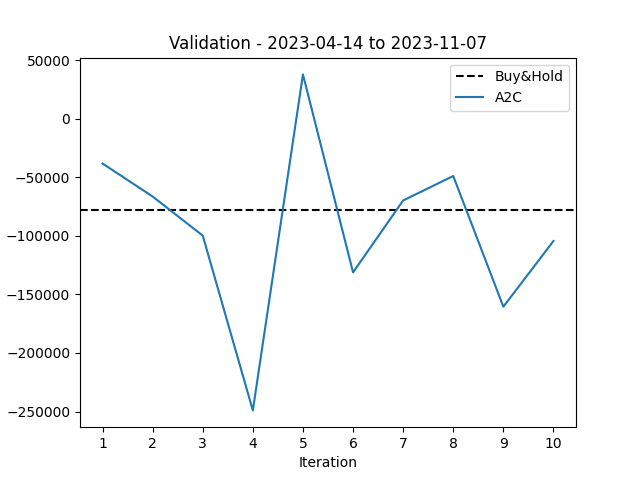 Validation - 2023-04-14 to 2023-11-07
Buy&Hold
A2C
50000
0
−50000
−100000
−150000
−200000
−250000
1 2 3 4 5 6 7 8 9 10
Iteration